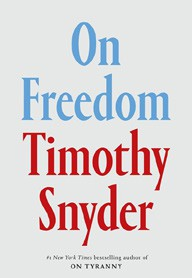 On
Freedom
Timothy
Snyder
#1 New York Times bestselling author of
ON TYRANNY